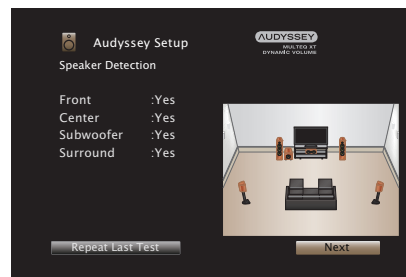 Audyssey Setup
AUDYSSEY
MULTEQ XT
DYNAMIC VOLUME
Speaker Detection
Front :Yes
Center :Yes
Subwoofer :Yes
Surround :Yes
Repeat Last Test
Next